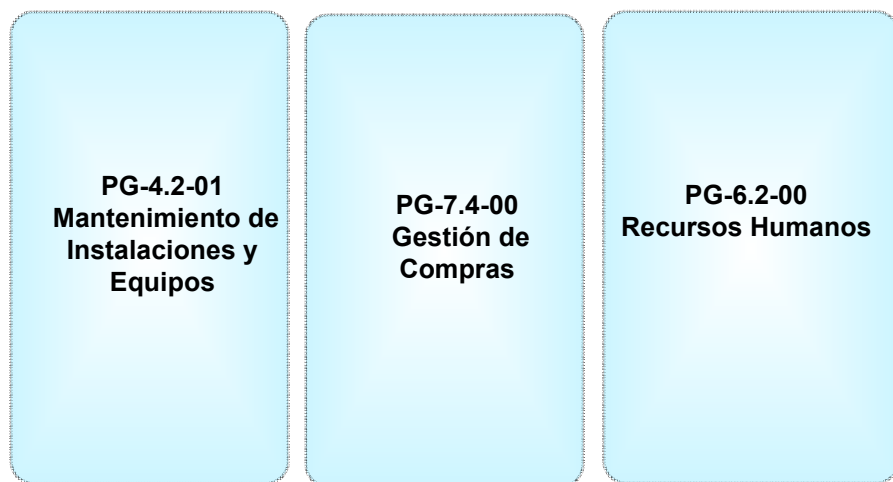 PG-4.2-01
Mantenimiento de
Instalaciones y
Equipos
PG-7.4-00
Gestión de
Compras
PG-6.2-00
Recursos Humanos